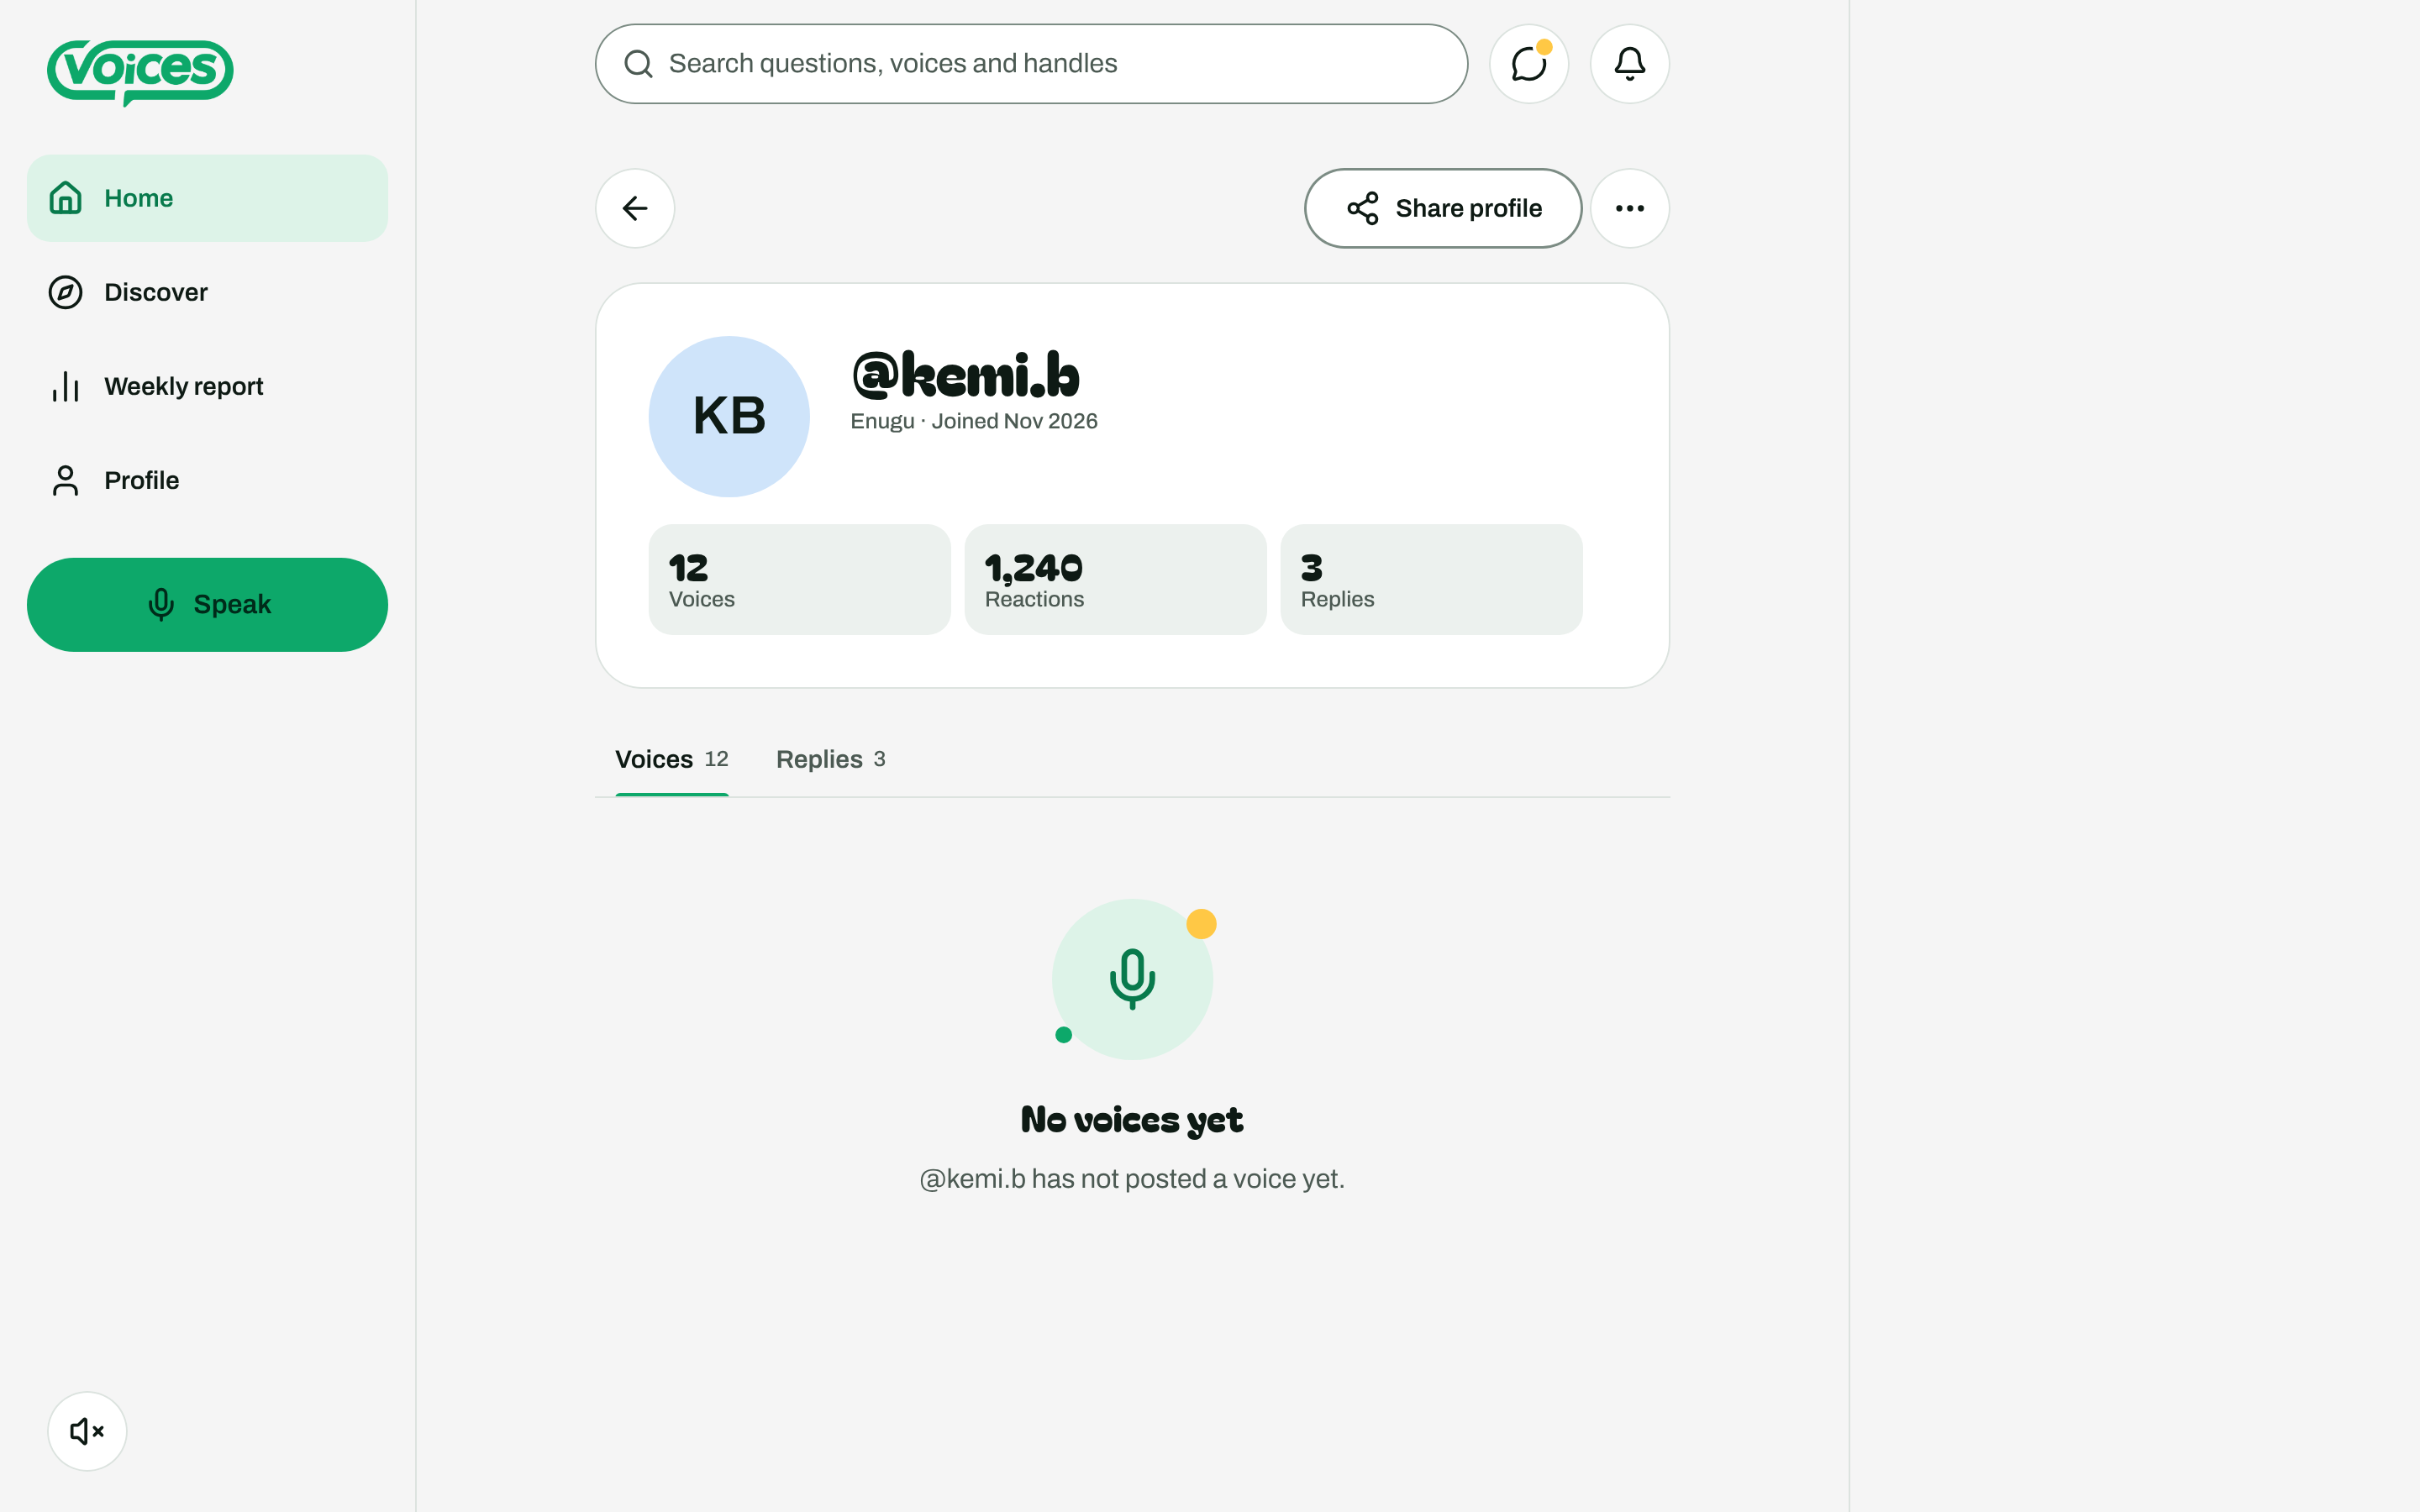 voices
Search questions, voices and handles
Home
Discover
Weekly report
Profile
Speak
Share profile
KB
@kemi.b
Enugu · Joined Nov 2026
12
Voices
1,240
Reactions
3
Replies
Voices 12
Replies 3
No voices yet
@kemi.b has not posted a voice yet.